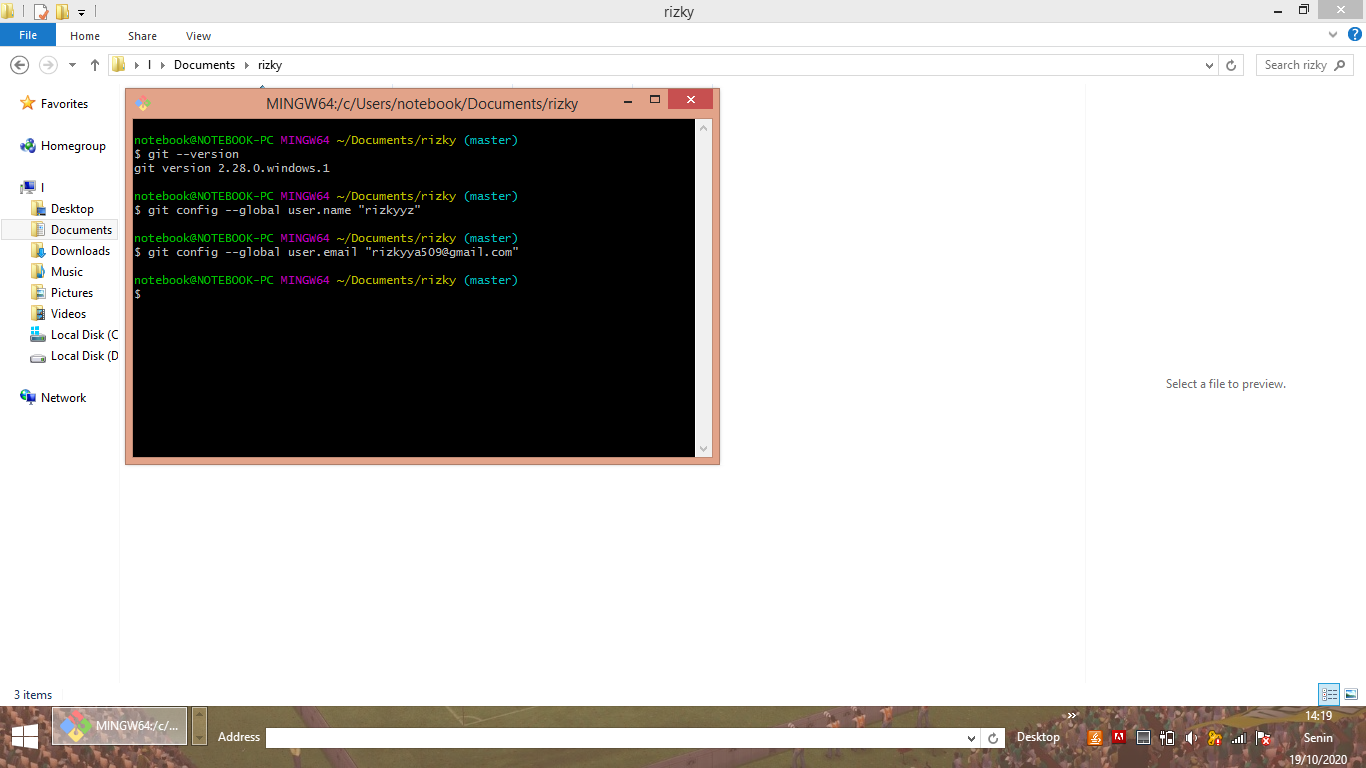 rizky
File
Home
Share
View
I
Documents
rizky
Search rizky
Favorites
Homegroup
I
Desktop
Documents
Downloads
Music
Pictures
Videos
Local Disk (C
Local Disk (D
Network
MINGW64:/c/Users/notebook/Documents/rizky
notebook@NOTEBOOK-PC MINGW64 ~/Documents/rizky (master)
$ git --version
git version 2.28.0.windows.1
notebook@NOTEBOOK-PC MINGW64 ~/Documents/rizky (master)
$ git config --global user.name "rizkyyz"
notebook@NOTEBOOK-PC MINGW64 ~/Documents/rizky (master)
$ git config --global user.email "rizkyya509@gmail.com"
notebook@NOTEBOOK-PC MINGW64 ~/Documents/rizky (master)
$
Select a file to preview.
3 items
MINGW64:/c/...
Address
Desktop
14:19
Senin
19/10/2020